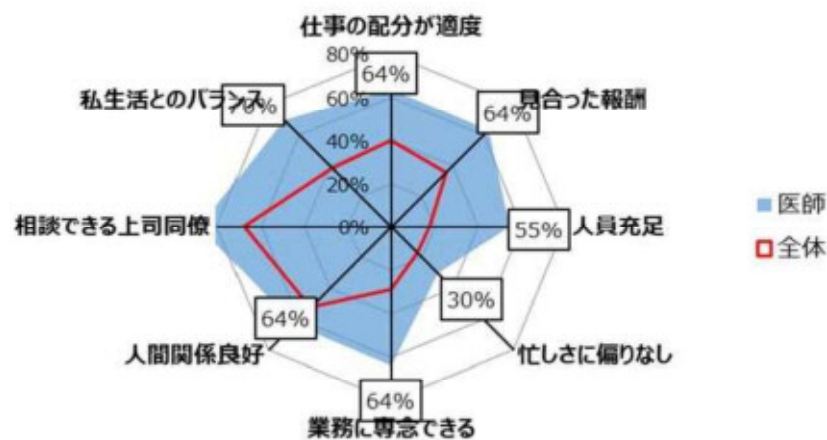 仕事の配分が適度
80%
64%
60%
40%
20%
0%
見合った報酬
64%
人員充足
55%
忙しさに偏りなし
30%
業務に専念できる
64%
人間関係良好
64%
相談できる上司同僚
私生活とのバランス
70%
医師
全体